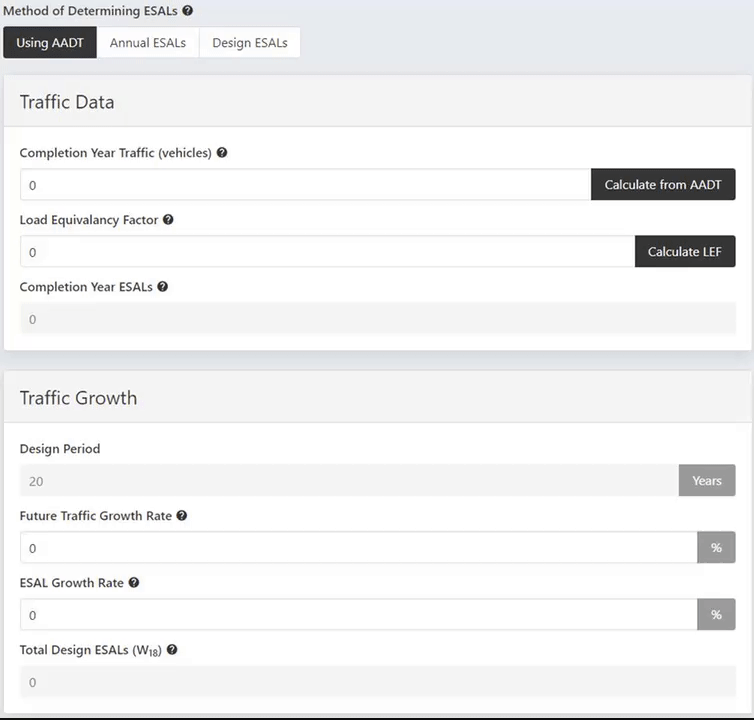 Method of Determining ESALs
Using AADT Annual ESALs Design ESALs
Traffic Data
Completion Year Traffic (vehicles)
0 Calculate from AADT
Load Equivalancy Factor
0 Calculate LEF
Completion Year ESALs
0
Traffic Growth
Design Period
20 Years
Future Traffic Growth Rate
0 %
ESAL Growth Rate
0 %
Total Design ESALs (W18)
0